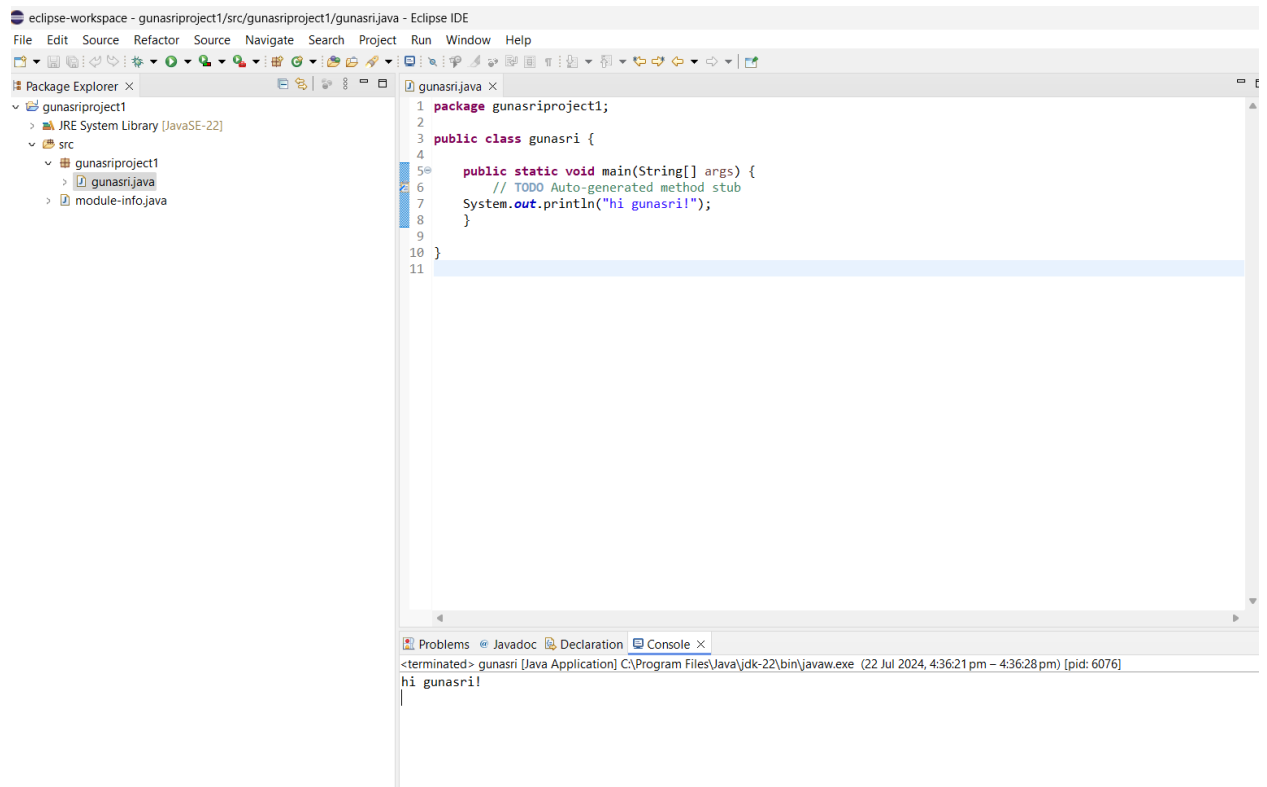 eclipse-workspace - gunasriproject1/src/gunasriproject1/gunasri.java - Eclipse IDE
File Edit Source Refactor Source Navigate Search Project Run Window Help
Package Explorer
gunasriproject1
JRE System Library [JavaSE-22]
src
gunasriproject1
gunasri.java
module-info.java
gunasri.java
1 package gunasriproject1;
2
3 public class gunasri {
4
5 public static void main(String[] args) {
6 // TODO Auto-generated method stub
7 System.out.println("hi gunasri!");
8 }
9
10 }
11
Problems Javadoc Declaration Console
<terminated> gunasri [Java Application] C:\Program Files\Java\jdk-22\bin\javaw.exe (22 Jul 2024, 4:36:21 pm – 4:36:28 pm) [pid: 6076]
hi gunasri!